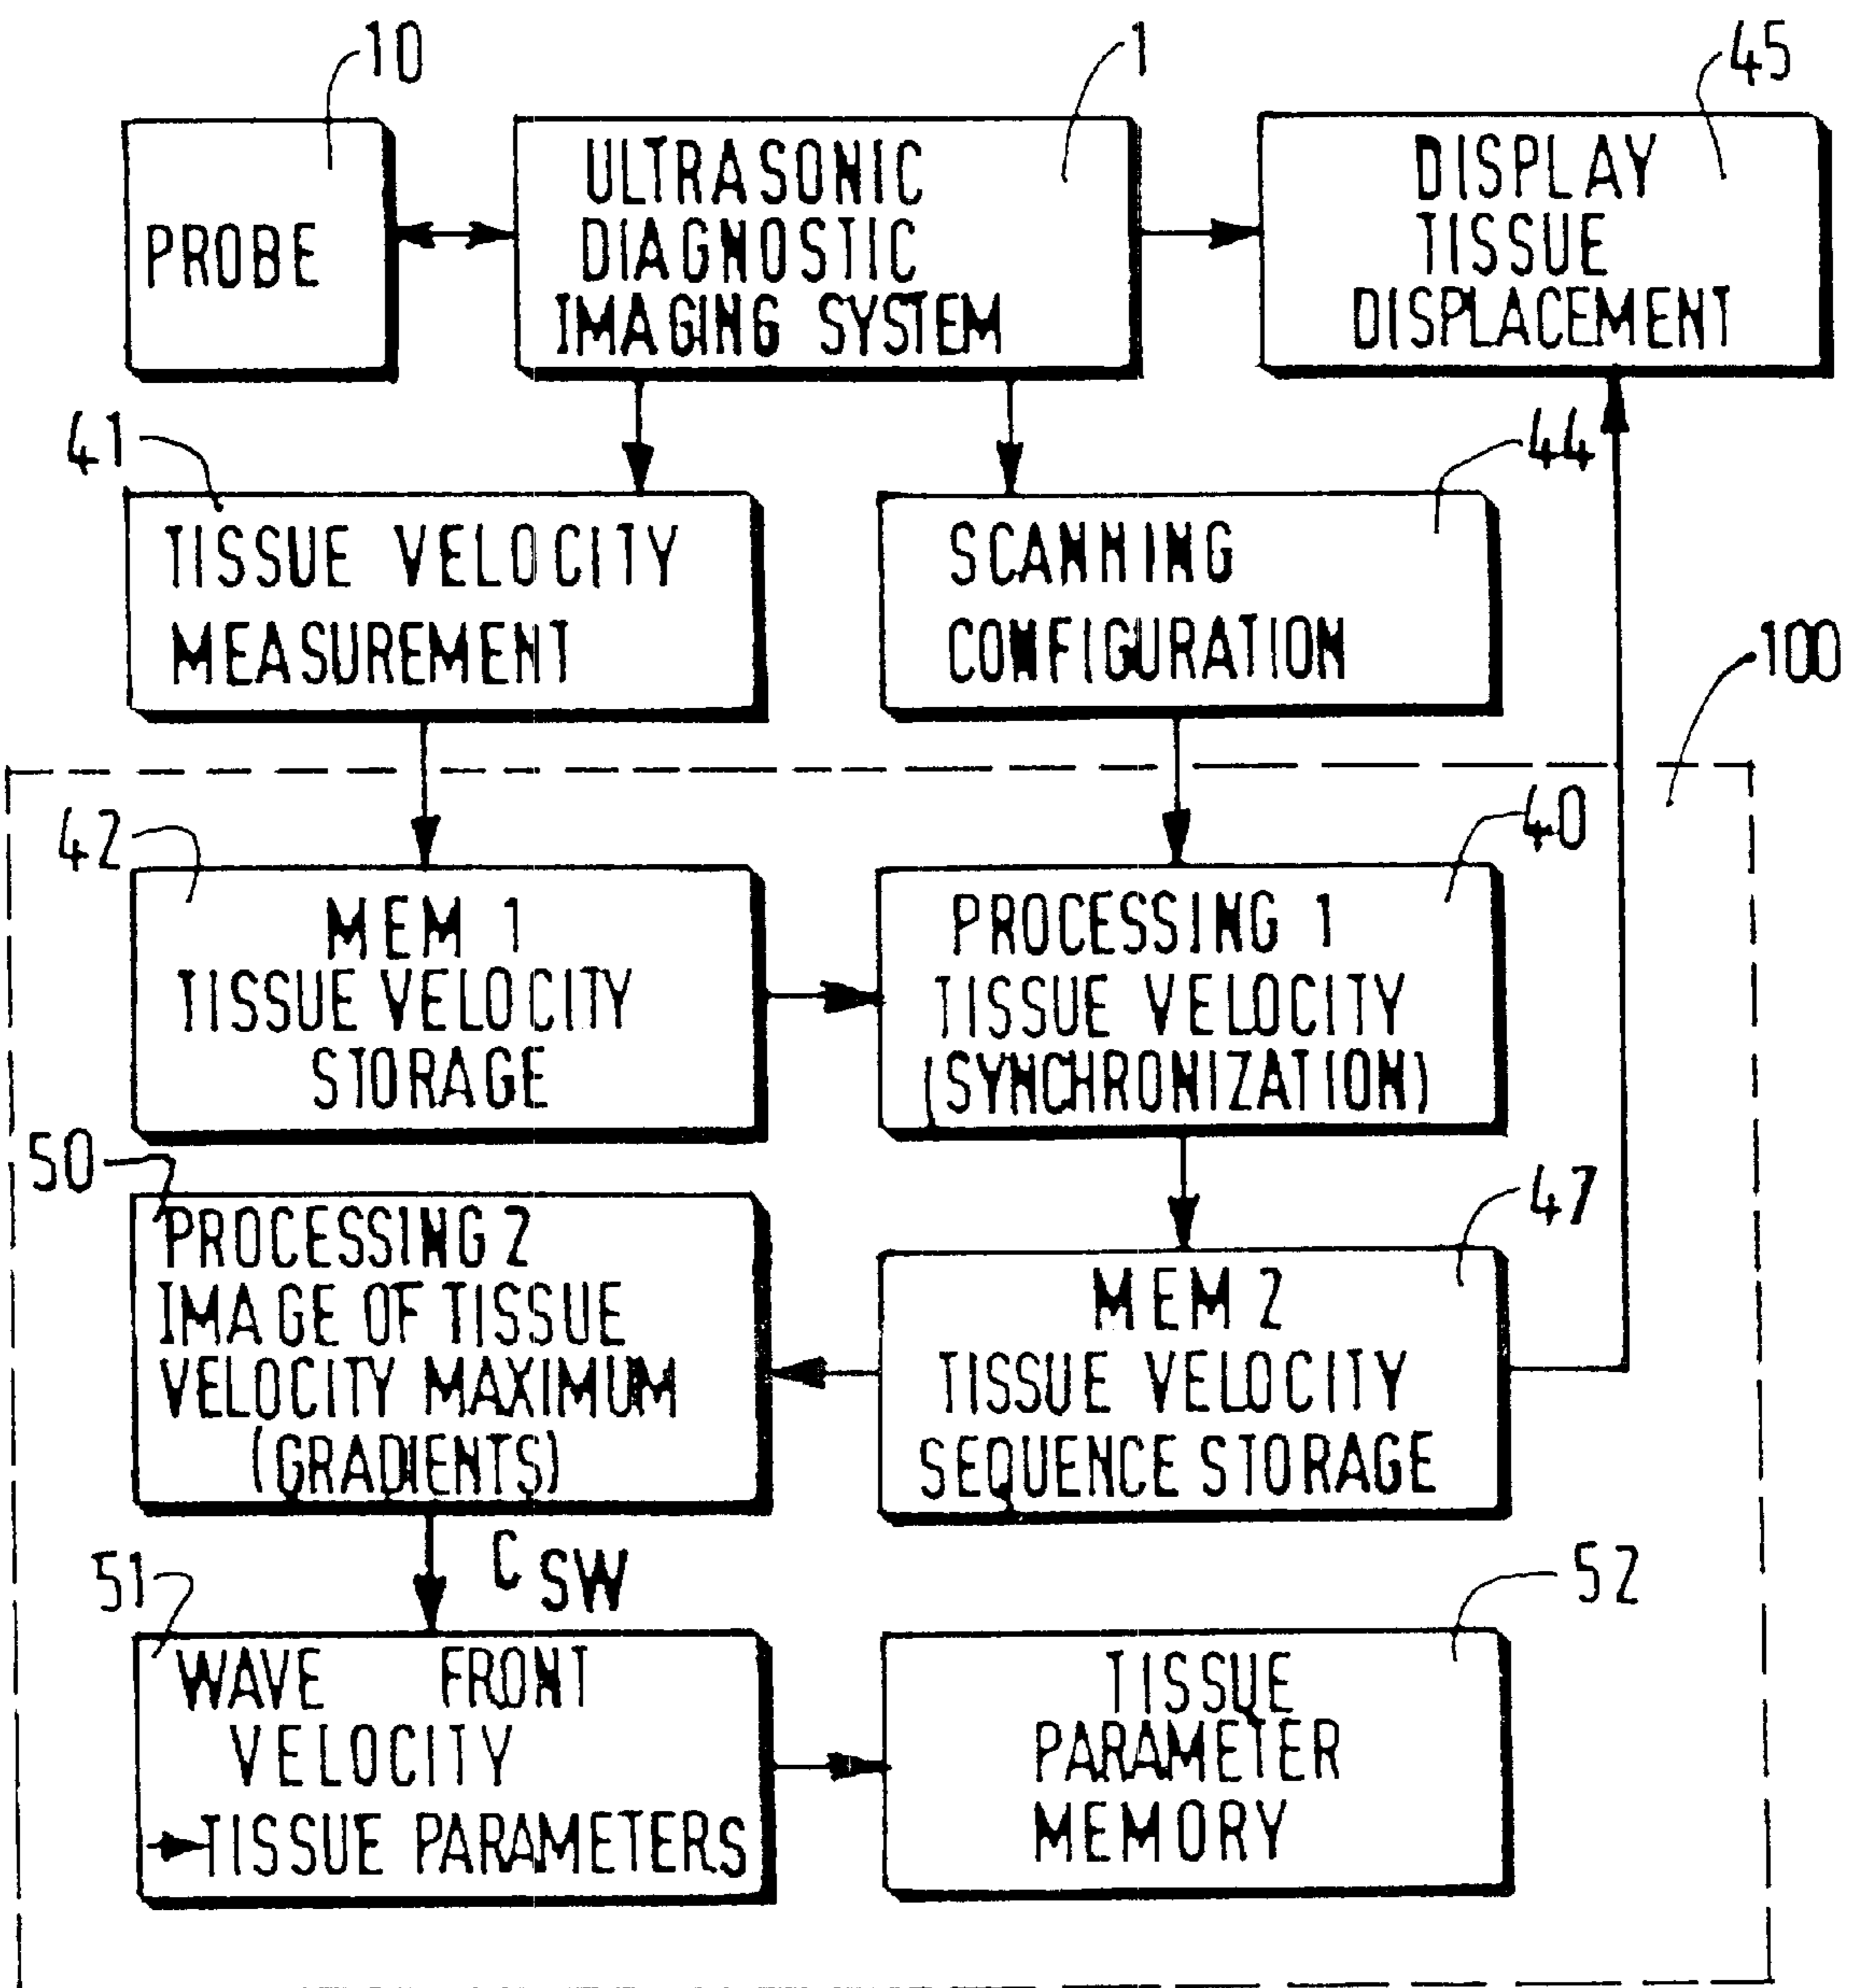 10
1
45
PROBE
ULTRASONIC
DIAGNOSTIC
IMAGING SYSTEM
DISPLAY
TISSUE
DISPLACEMENT
41
44
TISSUE VELOCITY
MEASUREMENT
SCANNING
CONFIGURATION
100
42
40
MEM 1
TISSUE VELOCITY
STORAGE
PROCESSING 1
TISSUE VELOCITY
(SYNCHRONIZATION)
50
47
PROCESSING 2
IMAGE OF TISSUE
VELOCITY MAXIMUM
(GRADIENTS)
MEM 2
TISSUE VELOCITY
SEQUENCE STORAGE
C SW
51
52
WAVE FRONT
VELOCITY
TISSUE PARAMETERS
TISSUE
PARAMETER
MEMORY